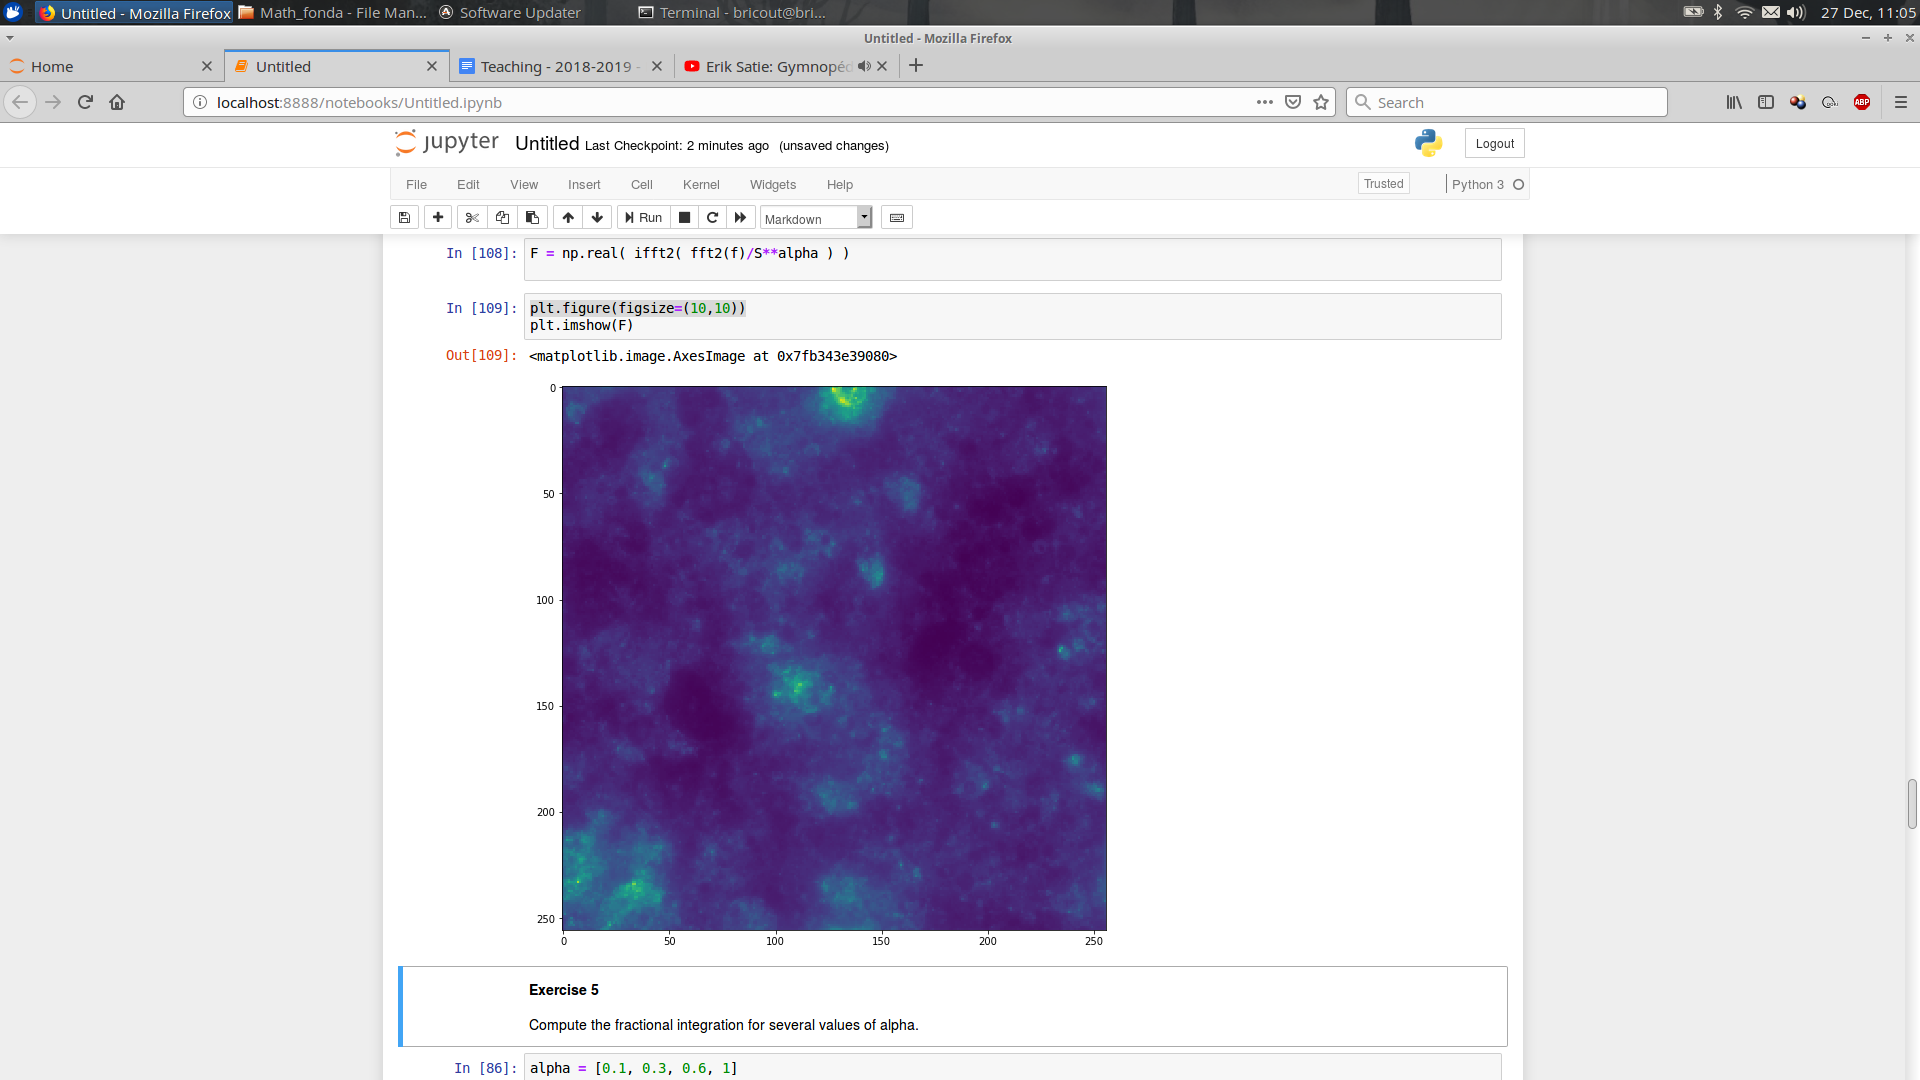 Untitled - Mozilla Firefox
Math_fonda - File Man...
Software Updater
Terminal - bricout@bri...
27 Dec, 11:05
Untitled - Mozilla Firefox
Home
Untitled
Teaching - 2018-2019 -
Erik Satie: Gymnopéd
localhost:8888/notebooks/Untitled.ipynb
Search
ABP
jupyter
Untitled Last Checkpoint: 2 minutes ago (unsaved changes)
Logout
File Edit View Insert Cell Kernel Widgets Help
Trusted
Python 3
Run
Markdown
In [108]: F = np.real( ifft2( fft2(f)/S**alpha ) )
In [109]: plt.figure(figsize=(10,10))
plt.imshow(F)
Out[109]: <matplotlib.image.AxesImage at 0x7fb343e39080>
0
50
100
150
200
250
0 50 100 150 200 250
Exercise 5
Compute the fractional integration for several values of alpha.
In [86]: alpha = [0.1, 0.3, 0.6, 1]